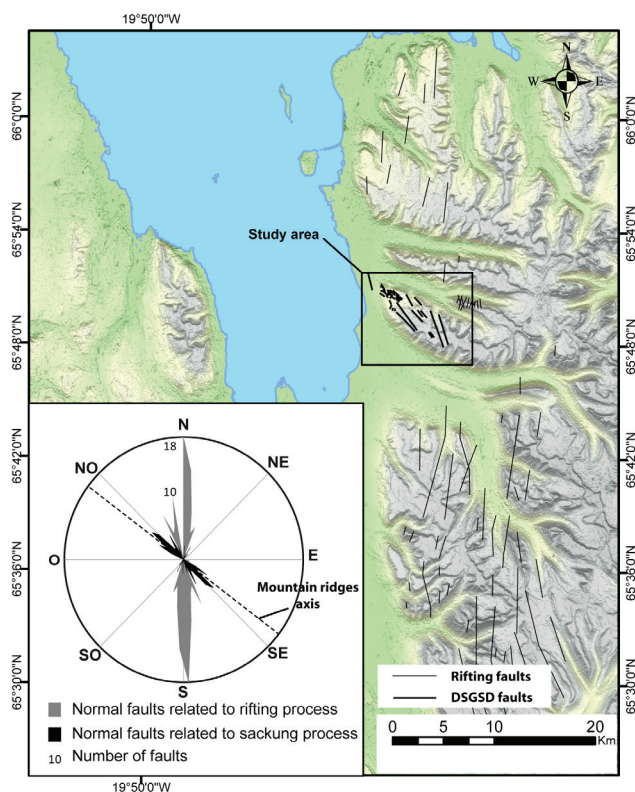 19°50'0"W
N
W
E
S
66°0'0"N
66°0'0"N
65°54'0"N
65°54'0"N
Study area
65°48'0"N
65°48'0"N
N
18
NO
NE
10
65°42'0"N
65°42'0"N
O
E
65°36'0"N
65°36'0"N
Mountain ridges
axis
SO
SE
S
65°30'0"N
65°30'0"N
Normal faults related to rifting process
Normal faults related to sackung process
10 Number of faults
Rifting faults
DSGSD faults
0 5 10 20
Km
19°50'0"W